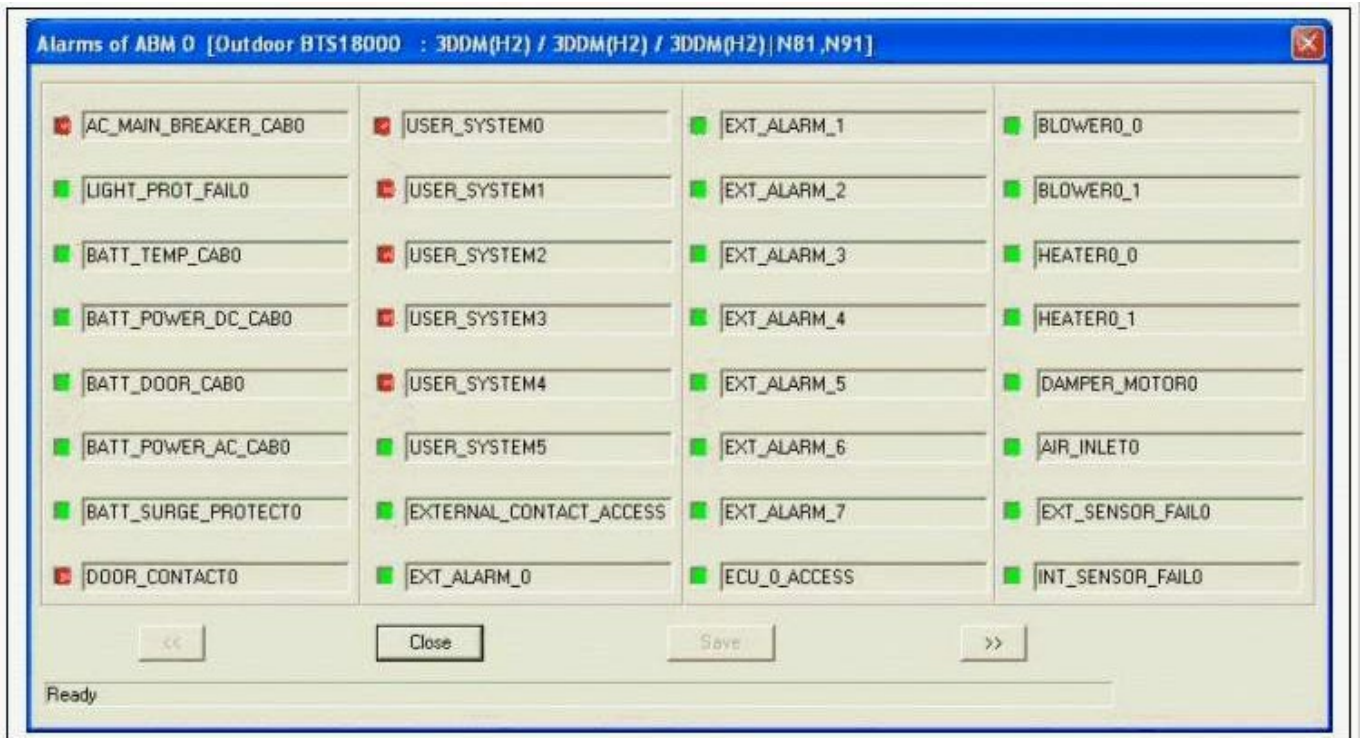 Alarms of ABM 0 [Outdoor BTS18000 : 3DDM(H2) / 3DDM(H2) / 3DDM(H2)|N81,N91]
AC_MAIN_BREAKER_CAB0 USER_SYSTEM0 EXT_ALARM_1 BLOWER0_0
LIGHT_PROT_FAIL0 USER_SYSTEM1 EXT_ALARM_2 BLOWER0_1
BATT_TEMP_CAB0 USER_SYSTEM2 EXT_ALARM_3 HEATER0_0
BATT_POWER_DC_CAB0 USER_SYSTEM3 EXT_ALARM_4 HEATER0_1
BATT_DOOR_CAB0 USER_SYSTEM4 EXT_ALARM_5 DAMPER_MOTOR0
BATT_POWER_AC_CAB0 USER_SYSTEM5 EXT_ALARM_6 AIR_INLET0
BATT_SURGE_PROTECT0 EXTERNAL_CONTACT_ACCESS EXT_ALARM_7 EXT_SENSOR_FAIL0
DOOR_CONTACT0 EXT_ALARM_0 ECU_0_ACCESS INT_SENSOR_FAIL0
<< Close Save >>
Ready